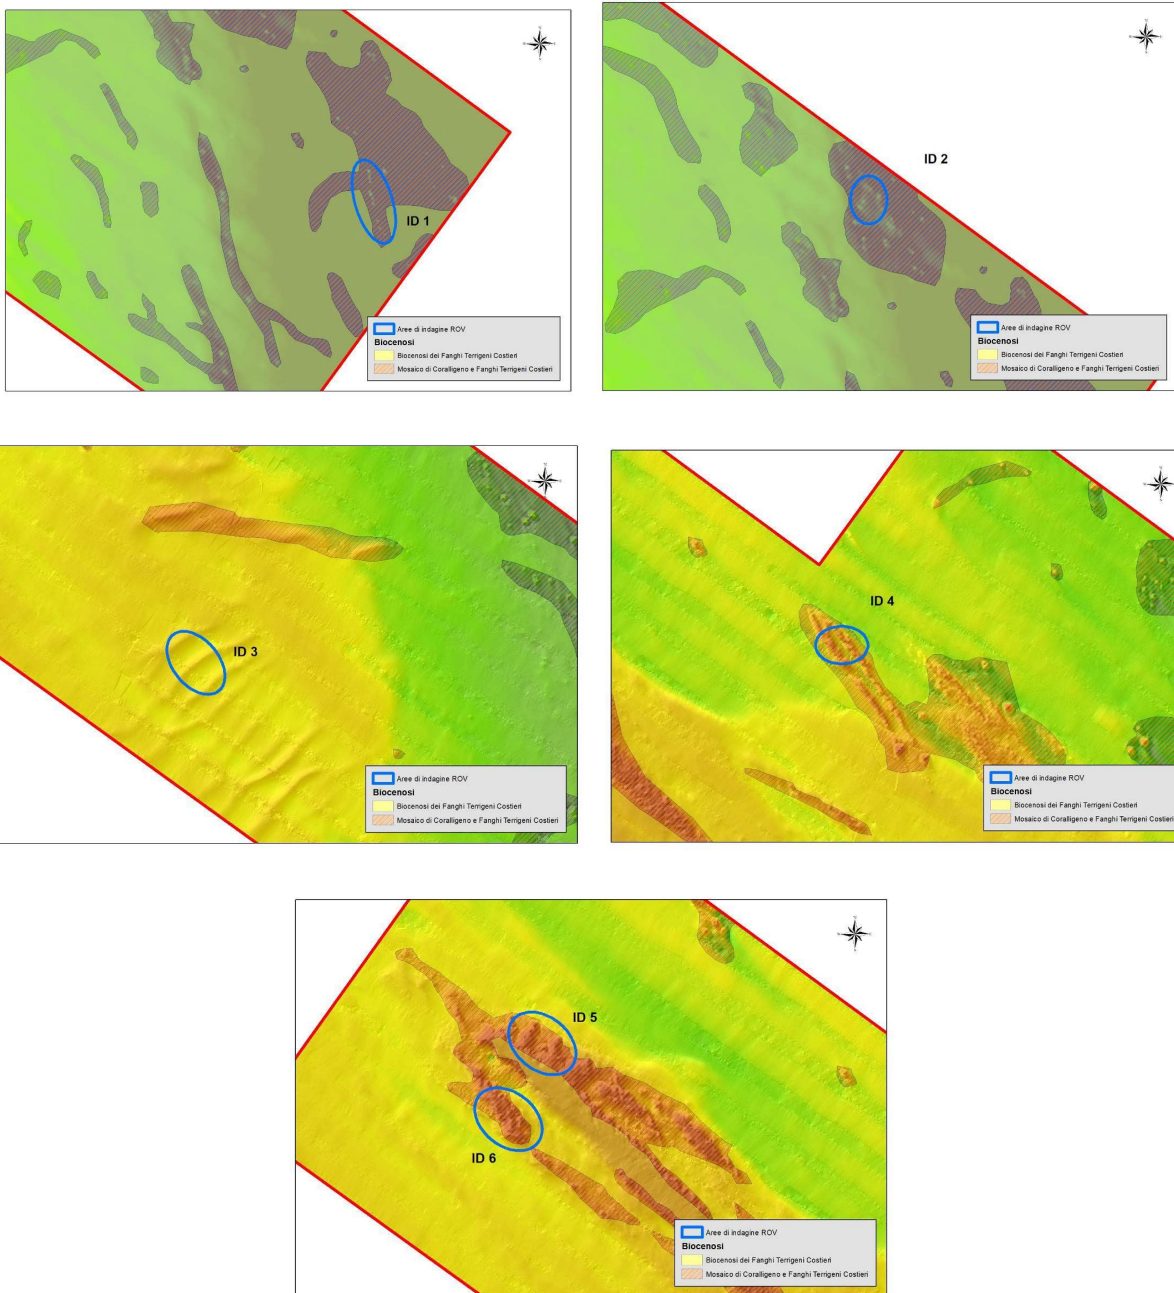 ID 1
Aree di indagine ROV
Biocenosi
Biocenosi dei Fanghi Terrigeni Costieri
Mosaico di Coralligeno e Fanghi Terrigeni Costieri
ID 2
Aree di indagine ROV
Biocenosi
Biocenosi dei Fanghi Terrigeni Costieri
Mosaico di Coralligeno e Fanghi Terrigeni Costieri
ID 3
Aree di indagine ROV
Biocenosi
Biocenosi dei Fanghi Terrigeni Costieri
Mosaico di Coralligeno e Fanghi Terrigeni Costieri
ID 4
Aree di indagine ROV
Biocenosi
Biocenosi dei Fanghi Terrigeni Costieri
Mosaico di Coralligeno e Fanghi Terrigeni Costieri
ID 5
ID 6
Aree di indagine ROV
Biocenosi
Biocenosi dei Fanghi Terrigeni Costieri
Mosaico di Coralligeno e Fanghi Terrigeni Costieri